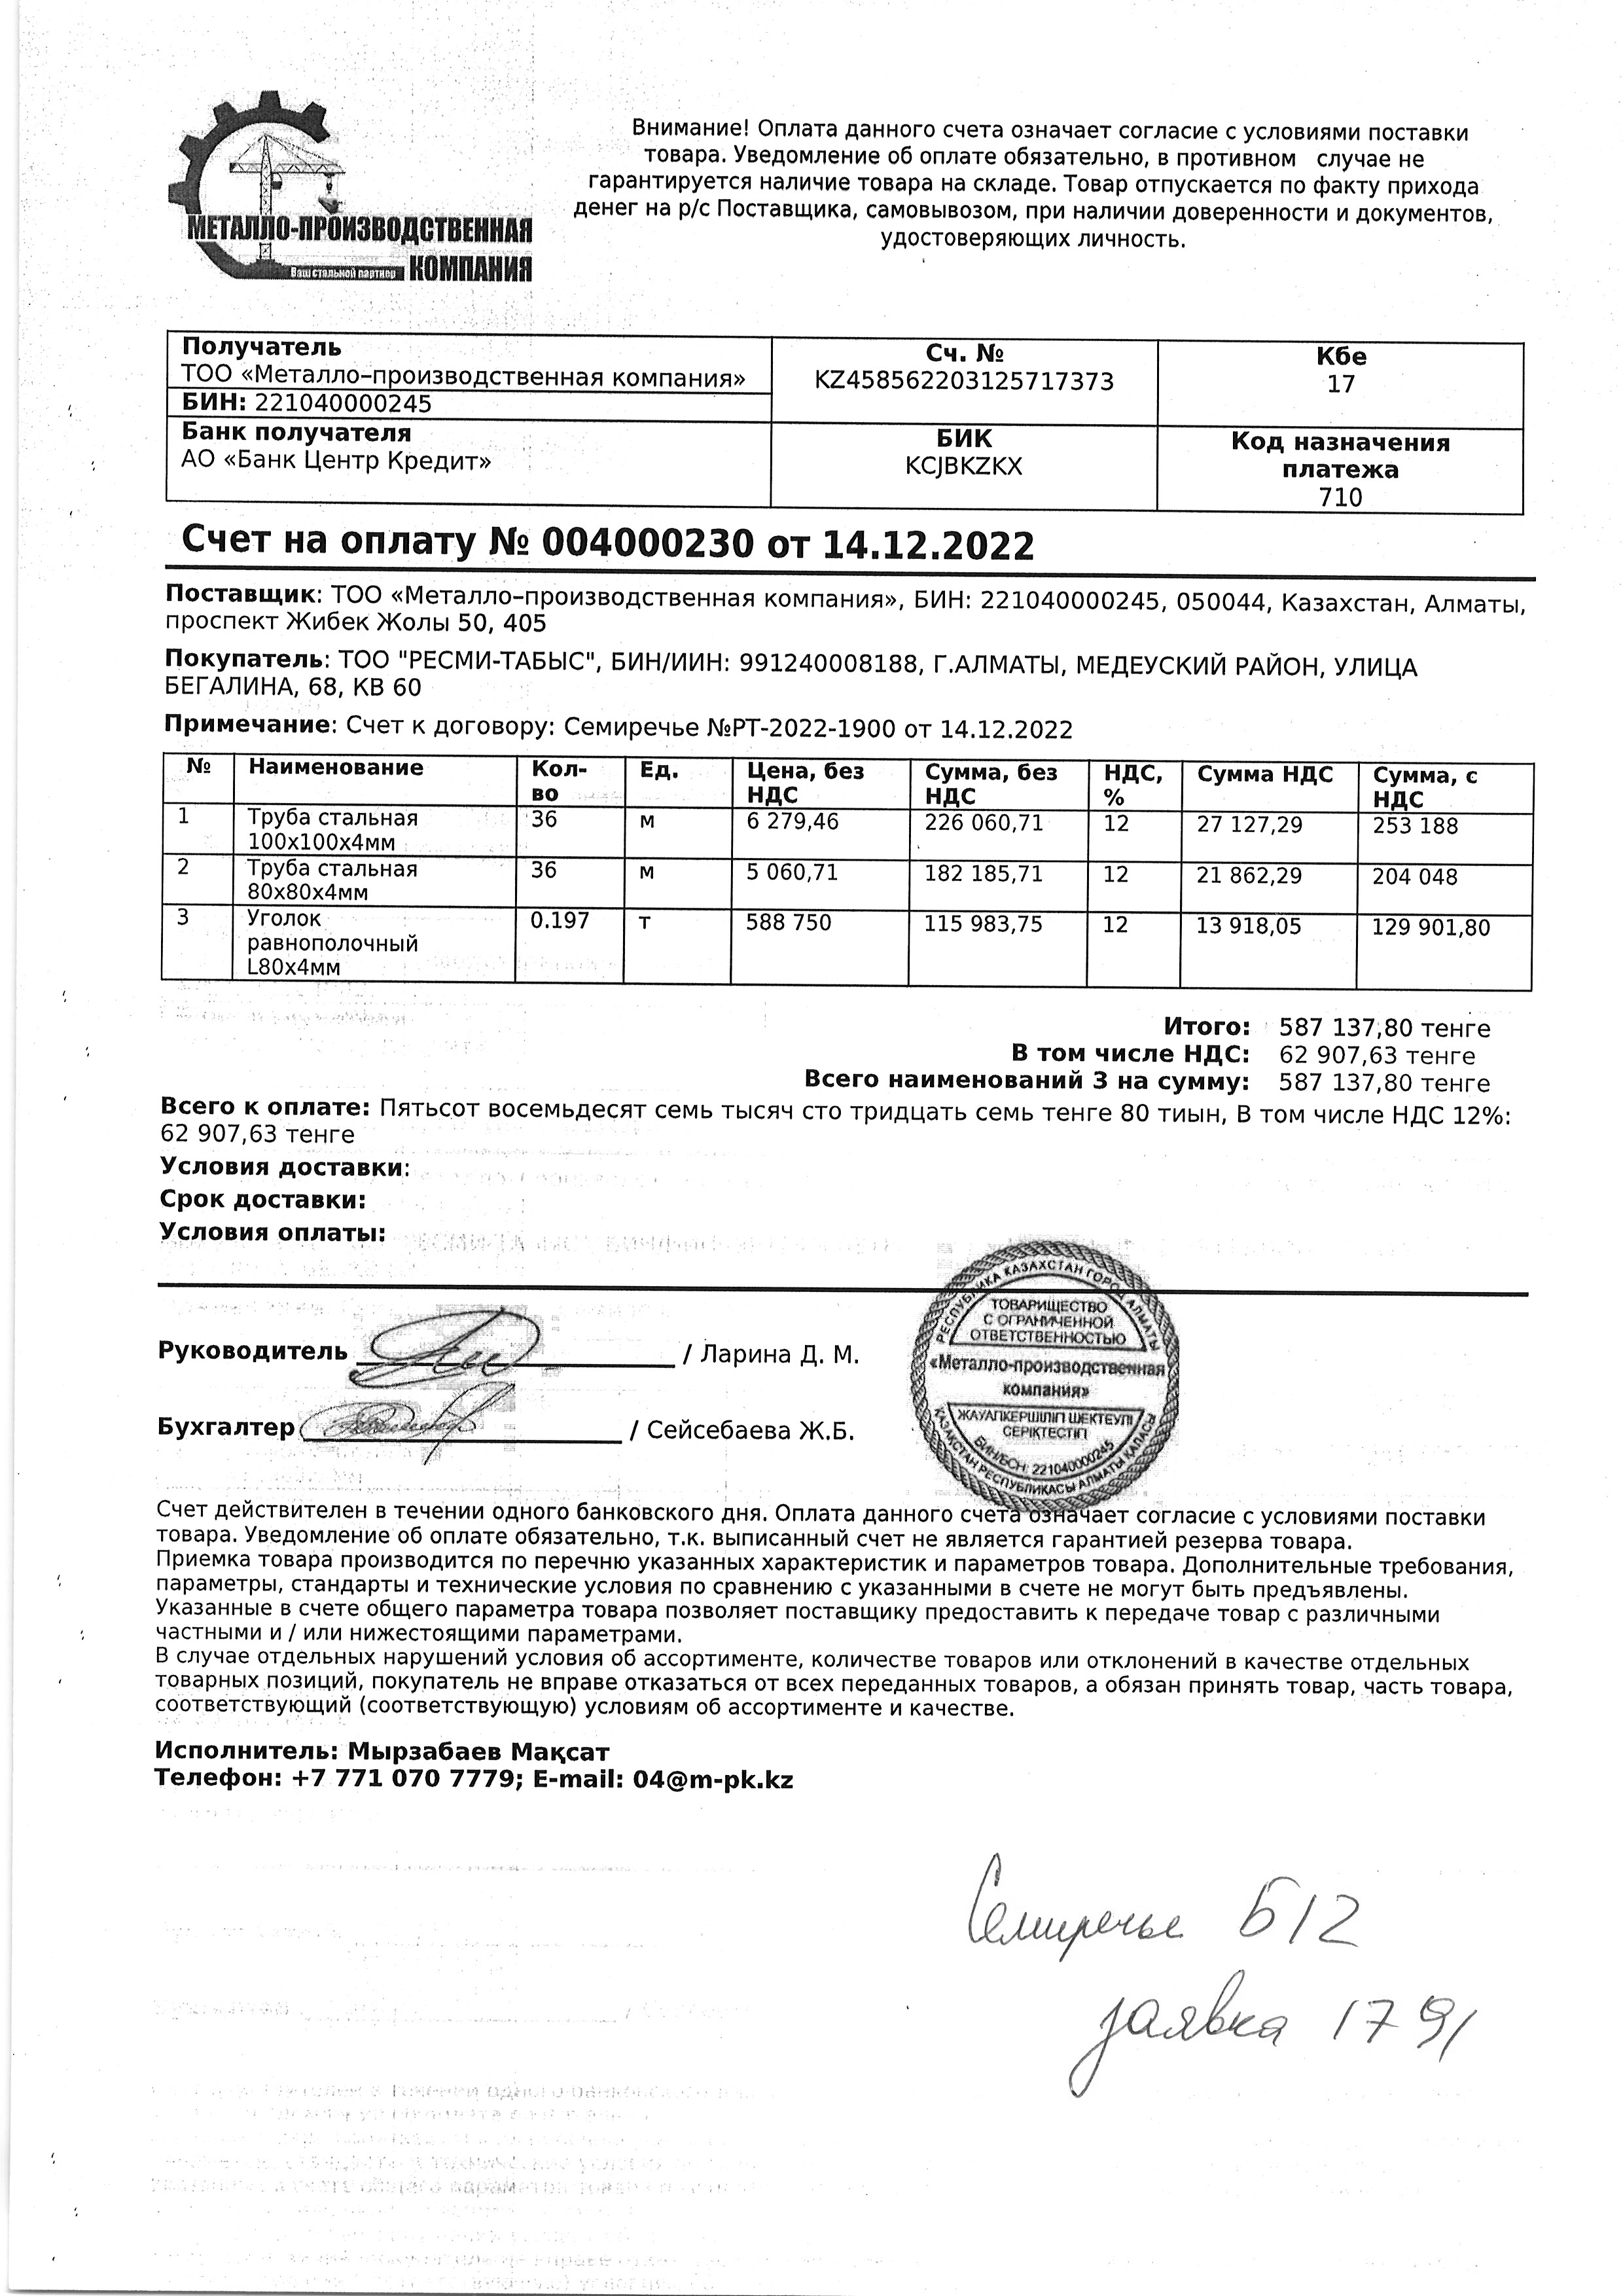 МЕТАЛЛО-ПРОИЗВОДСТВЕННАЯ
Ваш стальной партнер КОМПАНИЯ
Внимание! Оплата данного счета означает согласие с условиями поставки
товара. Уведомление об оплате обязательно, в противном случае не
гарантируется наличие товара на складе. Товар отпускается по факту прихода
денег на р/с Поставщика, самовывозом, при наличии доверенности и документов,
удостоверяющих личность.
Получатель
ТОО «Металло–производственная компания»
БИН: 221040000245
Сч. №
KZ458562203125717373
Кбе
17
Банк получателя
АО «Банк Центр Кредит»
БИК
KCJBKZKX
Код назначения
платежа
710
Счет на оплату № 004000230 от 14.12.2022
Поставщик: ТОО «Металло–производственная компания», БИН: 221040000245, 050044, Казахстан, Алматы,
проспект Жибек Жолы 50, 405
Покупатель: ТОО "РЕСМИ-ТАБЫС", БИН/ИИН: 991240008188, Г.АЛМАТЫ, МЕДЕУСКИЙ РАЙОН, УЛИЦА
БЕГАЛИНА, 68, КВ 60
Примечание: Счет к договору: Семиречье №РТ-2022-1900 от 14.12.2022
№ Наименование Кол-во Ед. Цена, без НДС Сумма, без НДС НДС, % Сумма НДС Сумма, с НДС
1 Труба стальная 100х100х4мм 36 м 6 279,46 226 060,71 12 27 127,29 253 188
2 Труба стальная 80х80х4мм 36 м 5 060,71 182 185,71 12 21 862,29 204 048
3 Уголок равнополочный L80х4мм 0.197 т 588 750 115 983,75 12 13 918,05 129 901,80
Итого: 587 137,80 тенге
В том числе НДС: 62 907,63 тенге
Всего наименований 3 на сумму: 587 137,80 тенге
Всего к оплате: Пятьсот восемьдесят семь тысяч сто тридцать семь тенге 80 тиын, В том числе НДС 12%:
62 907,63 тенге
Условия доставки:
Срок доставки:
Условия оплаты:
Руководитель / Ларина Д. М.
Бухгалтер / Сейсебаева Ж.Б.
РЕСПУБЛИКА КАЗАХСТАН ГОРОД АЛМАТЫ
ТОВАРИЩЕСТВО
С ОГРАНИЧЕННОЙ
ОТВЕТСТВЕННОСТЬЮ
«Металло-производственная
компания»
ЖАУАПКЕРШІЛІГІ ШЕКТЕУЛІ
СЕРІКТЕСТІГІ
БИН/БСН: 221040000245
ҚАЗАҚСТАН РЕСПУБЛИКАСЫ АЛМАТЫ ҚАЛАСЫ
Счет действителен в течении одного банковского дня. Оплата данного счета означает согласие с условиями поставки
товара. Уведомление об оплате обязательно, т.к. выписанный счет не является гарантией резерва товара.
Приемка товара производится по перечню указанных характеристик и параметров товара. Дополнительные требования,
параметры, стандарты и технические условия по сравнению с указанными в счете не могут быть предъявлены.
Указанные в счете общего параметра товара позволяет поставщику предоставить к передаче товар с различными
частными и / или нижестоящими параметрами.
В случае отдельных нарушений условия об ассортименте, количестве товаров или отклонений в качестве отдельных
товарных позиций, покупатель не вправе отказаться от всех переданных товаров, а обязан принять товар, часть товара,
соответствующий (соответствующую) условиям об ассортименте и качестве.
Исполнитель: Мырзабаев Мақсат
Телефон: +7 771 070 7779; E-mail: 04@m-pk.kz
Семиречье Б12
заявка 1791